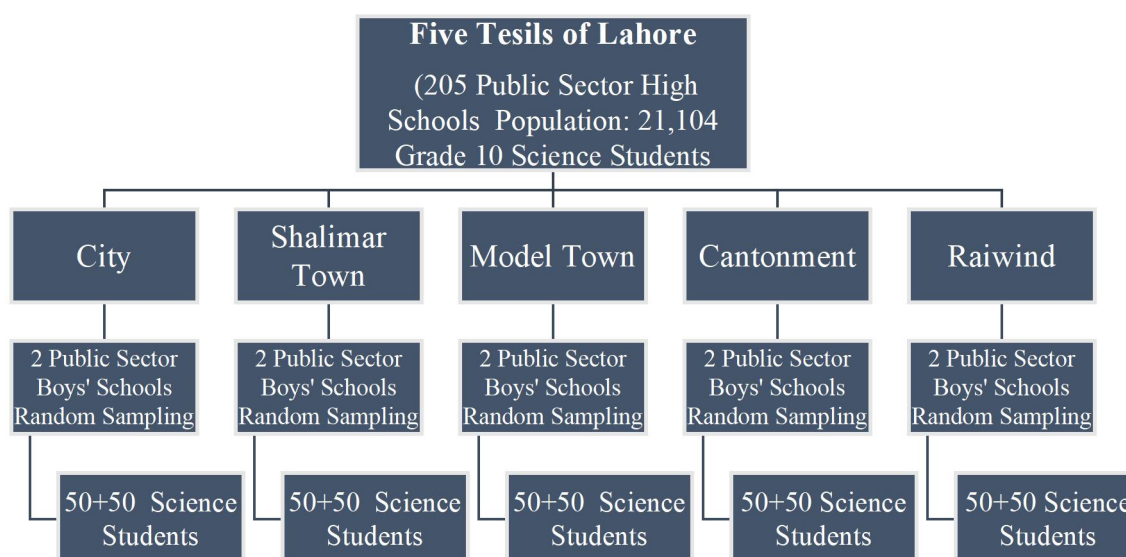 Five Tesils of Lahore
(205 Public Sector High
Schools Population: 21,104
Grade 10 Science Students
City
Shalimar
Town
Model Town
Cantonment
Raiwind
2 Public Sector
Boys' Schools
Random Sampling
2 Public Sector
Boys' Schools
Random Sampling
2 Public Sector
Boys' Schools
Random Sampling
2 Public Sector
Boys' Schools
Random Sampling
2 Public Sector
Boys' Schools
Random Sampling
50+50 Science
Students
50+50 Science
Students
50+50 Science
Students
50+50 Science
Students
50+50 Science
Students